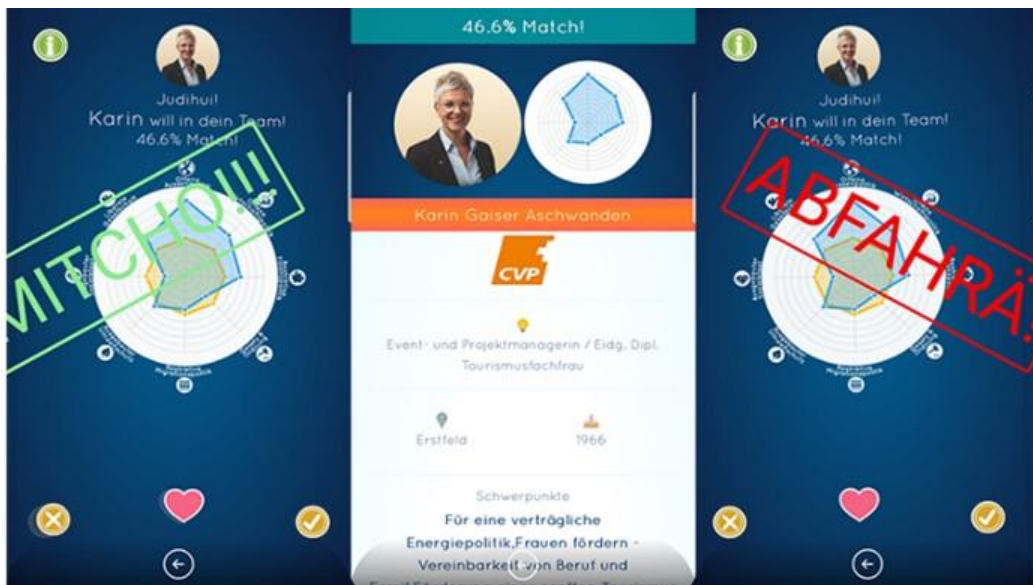 Judihui!
Karin will in dein Team!
46.6% Match!
MITCHO!!!
46.6% Match!
Karin Gaiser Aschwanden
CVP
Event- und Projektmanagerin / Eidg. Dipl.
Tourismusfachfrau
Erstfeld
1966
Schwerpunkte
Für eine verträgliche
Energiepolitik,Frauen fördern -
Vereinbarkeit von Beruf und
Judihui!
Karin will in dein Team!
46.6% Match!
ABFAHRÄ!